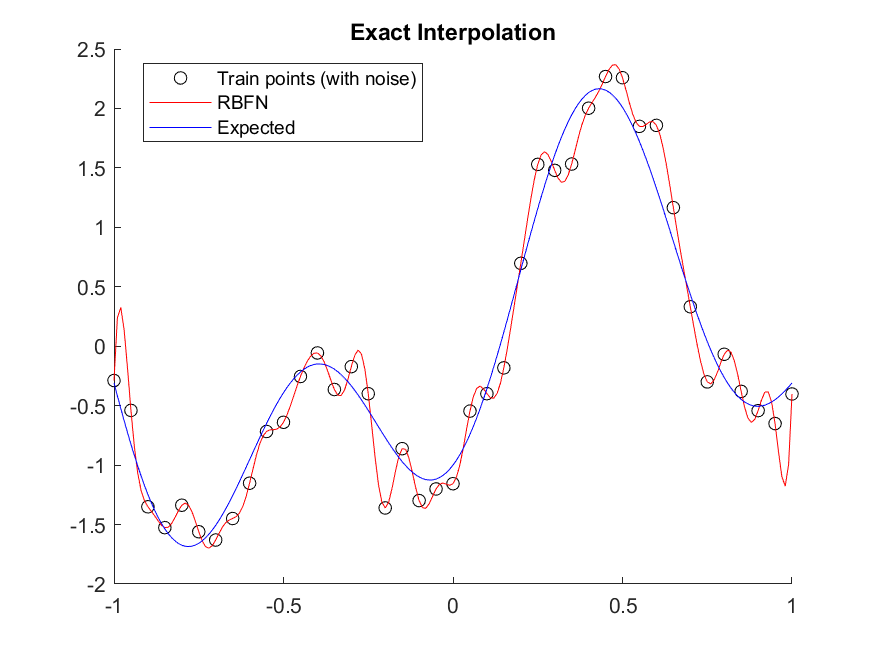 Exact Interpolation
Train points (with noise)
RBFN
Expected
2.5
2
1.5
1
0.5
0
-0.5
-1
-1.5
-2
-1 -0.5 0 0.5 1